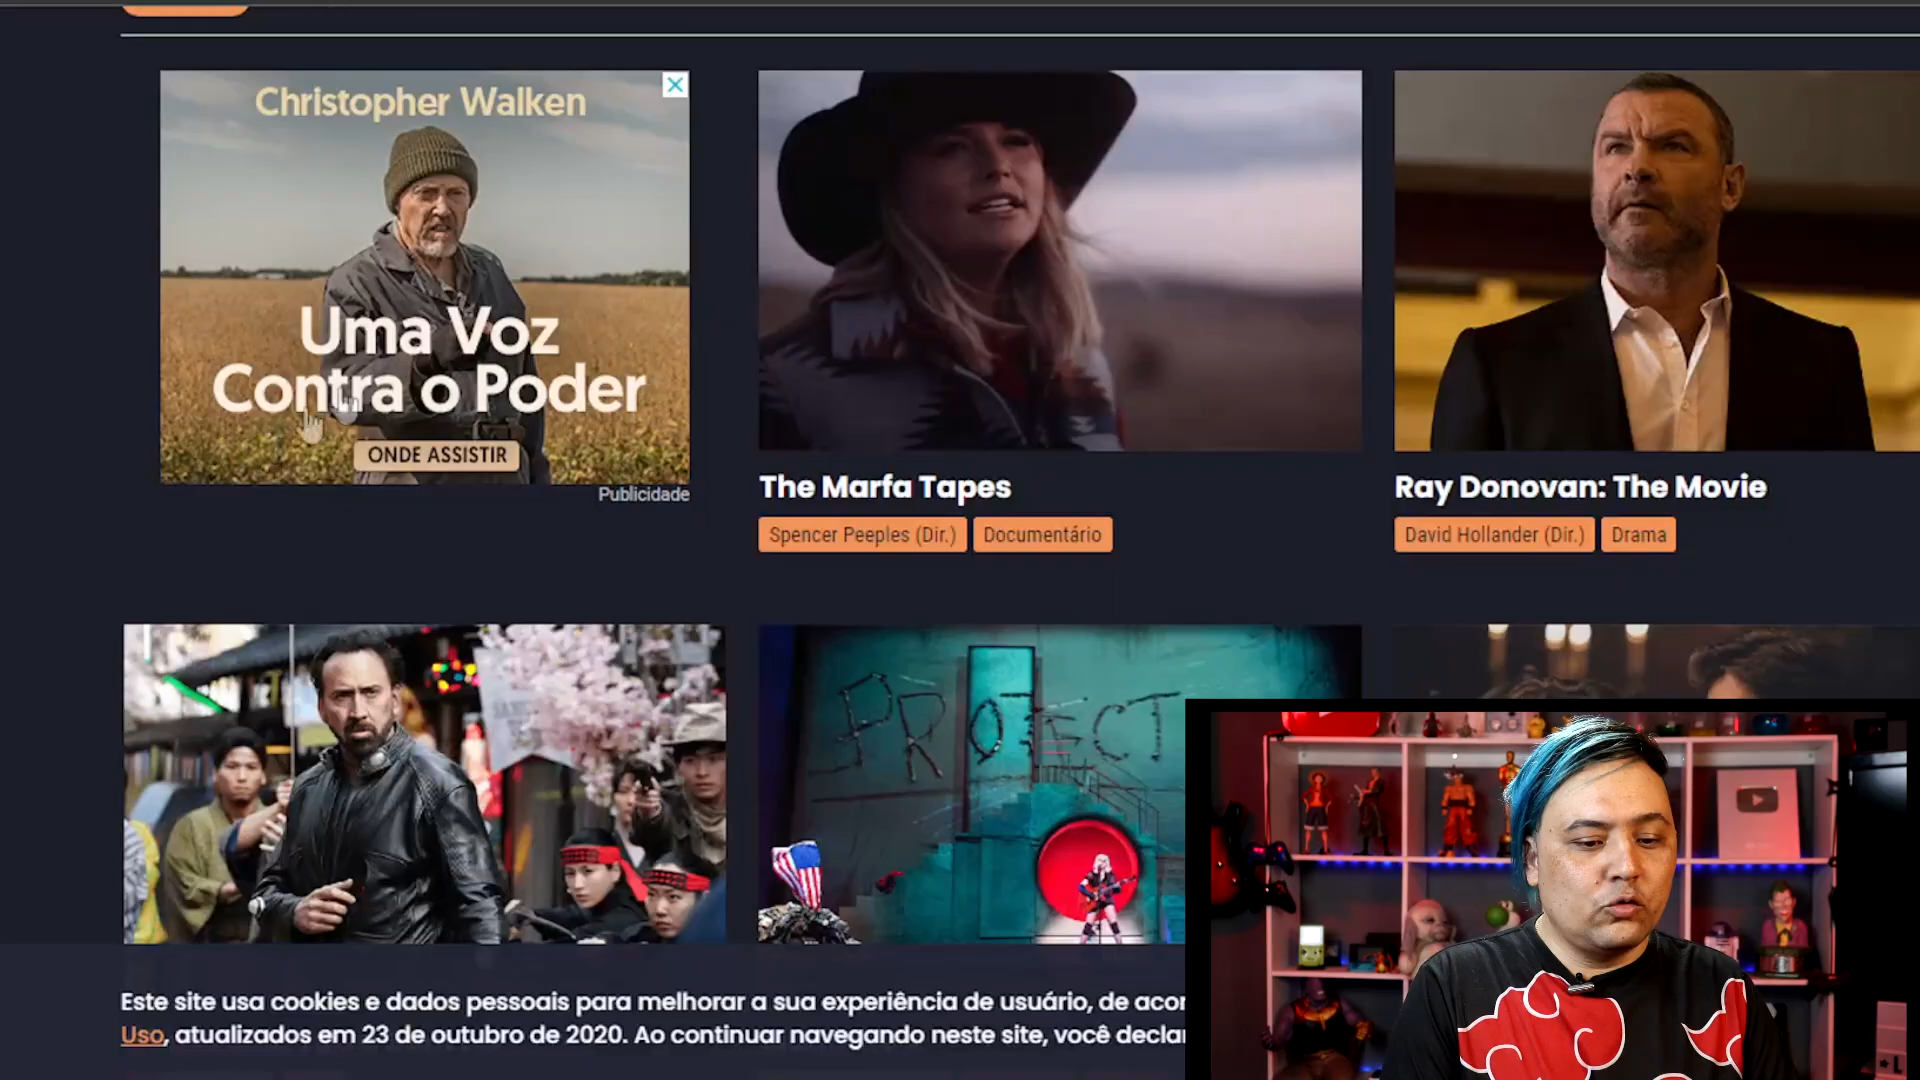 Christopher Walken
Uma Voz
Contra o Poder
ONDE ASSISTIR
Publicidade
The Marfa Tapes
Spencer Peeples (Dir.) Documentário
Ray Donovan: The Movie
David Hollander (Dir.) Drama
PROJECT
Este site usa cookies e dados pessoais para melhorar a sua experiência de usuário, de acor
Uso, atualizados em 23 de outubro de 2020. Ao continuar navegando neste site, você declar